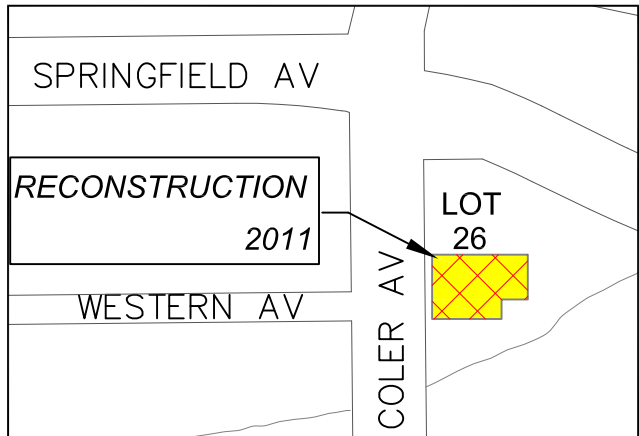 SPRINGFIELD AV
RECONSTRUCTION
2011
LOT
26
WESTERN AV
COLER AV